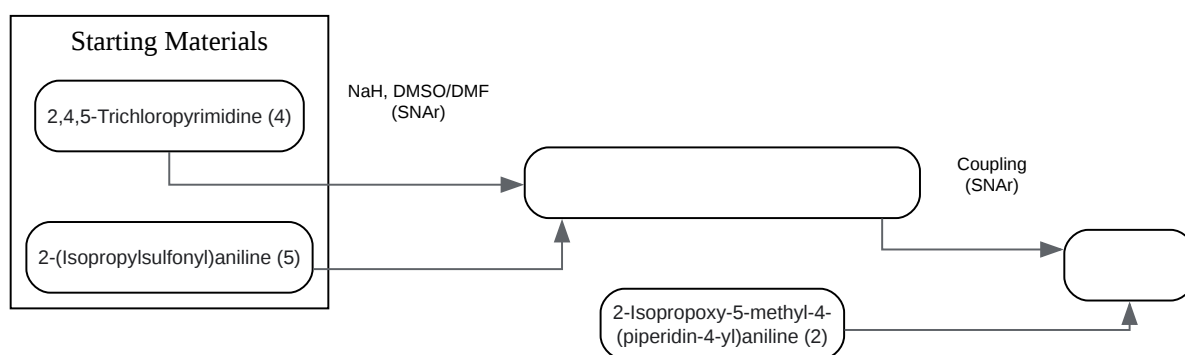 Starting Materials
2,4,5-Trichloropyrimidine (4)
NaH, DMSO/DMF
(SNAr)
2-(Isopropylsulfonyl)aniline (5)
Coupling
(SNAr)
2-Isopropoxy-5-methyl-4-
(piperidin-4-yl)aniline (2)